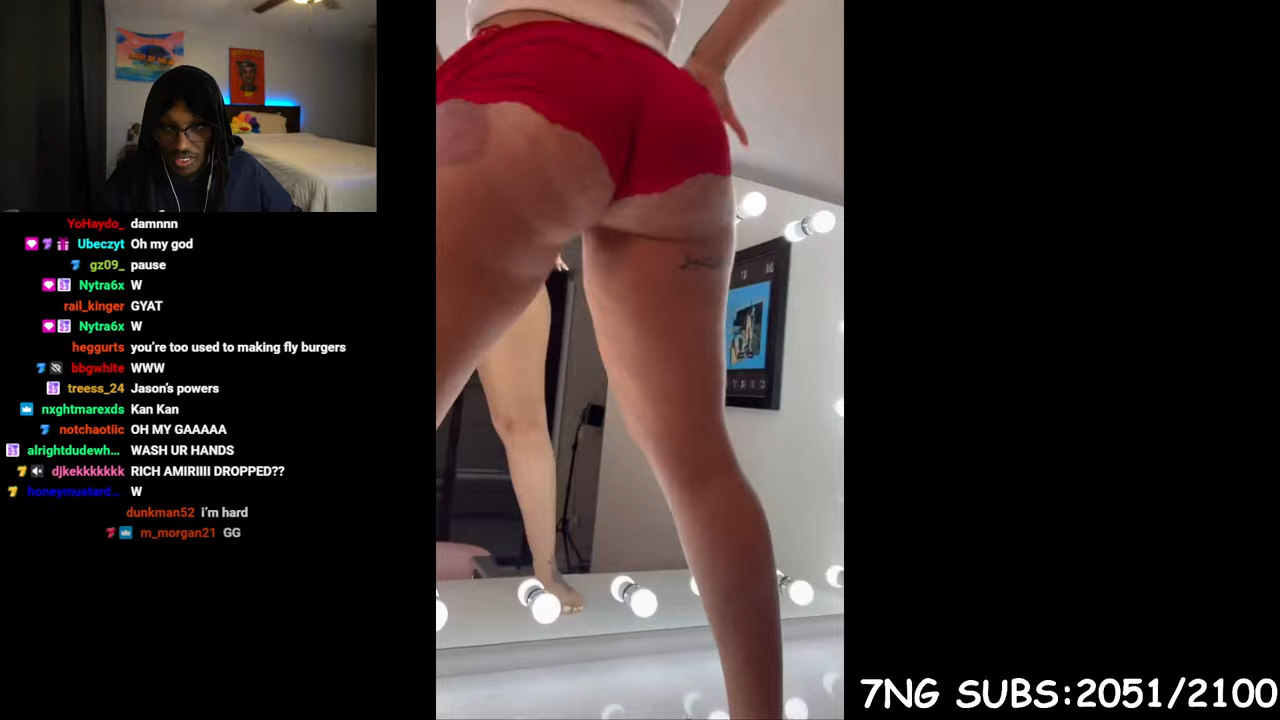 YoHaydo_ damnnn
Ubeczyt Oh my god
gz09_ pause
Nytra6x W
rail_kinger GYAT
Nytra6x W
heggurts you're too used to making fly burgers
bbgwhite WWW
treess_24 Jason's powers
nxghtmarexds Kan Kan
notchaotiic OH MY GAAAAA
alrightdudewh... WASH UR HANDS
djkekkkkkkk RICH AMIRIIII DROPPED??
honeymustard... W
dunkman52 i'm hard
m_morgan21 GG
7NG SUBS:2051/2100